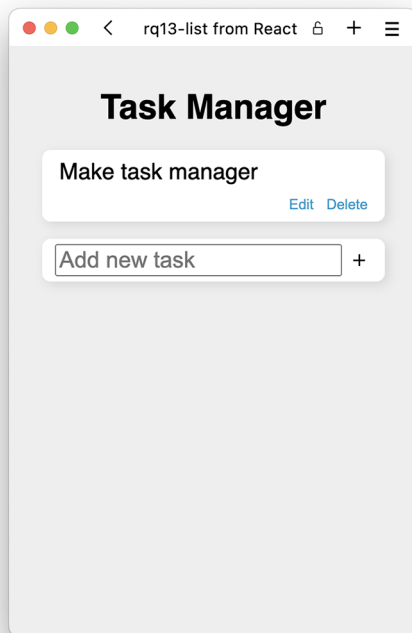 rq13-list from React
Task Manager
Make task manager
Edit Delete
Add new task +